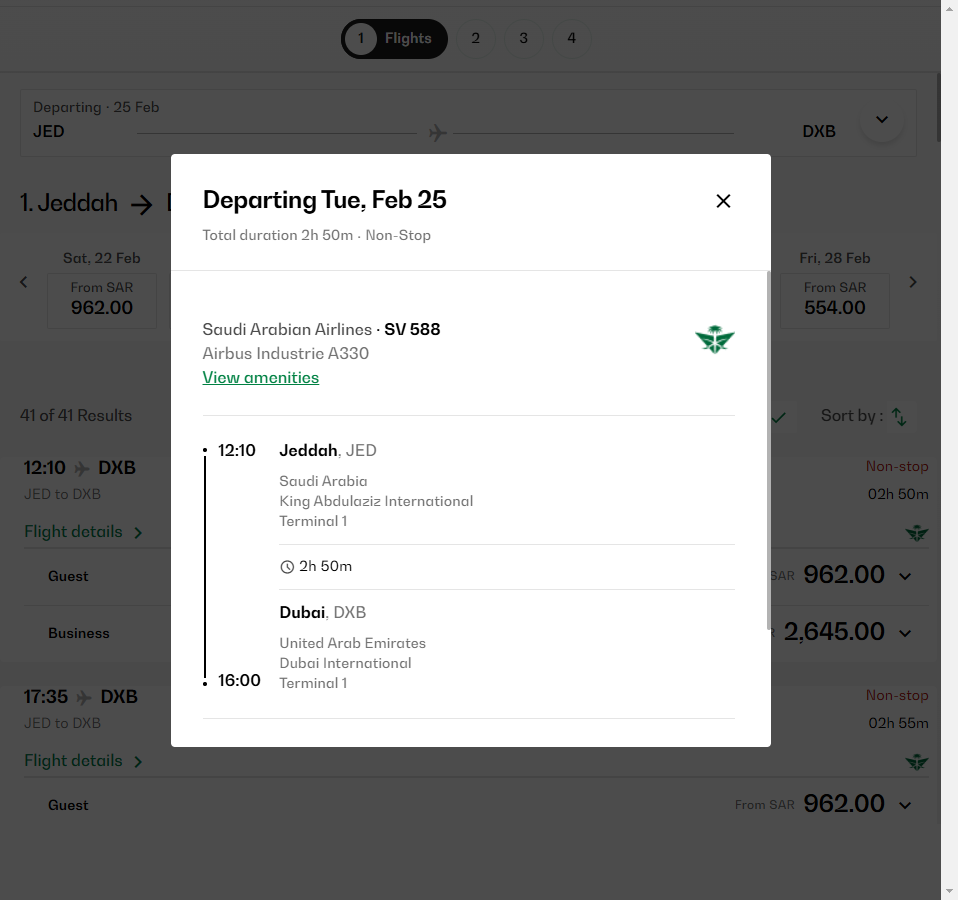 1 Flights 2 3 4
Departing · 25 Feb
JED DXB
1. Jeddah
Departing Tue, Feb 25
Total duration 2h 50m · Non-Stop
Sat, 22 Feb
From SAR
962.00
Fri, 28 Feb
From SAR
554.00
Saudi Arabian Airlines · SV 588
Airbus Industrie A330
View amenities
41 of 41 Results
Sort by :
12:10 Jeddah, JED
Saudi Arabia
King Abdulaziz International
Terminal 1
2h 50m
Dubai, DXB
United Arab Emirates
Dubai International
16:00 Terminal 1
12:10 DXB
Non-stop
JED to DXB
02h 50m
Flight details
Guest
SAR 962.00
Business
2,645.00
17:35 DXB
Non-stop
JED to DXB
02h 55m
Flight details
Guest
From SAR 962.00